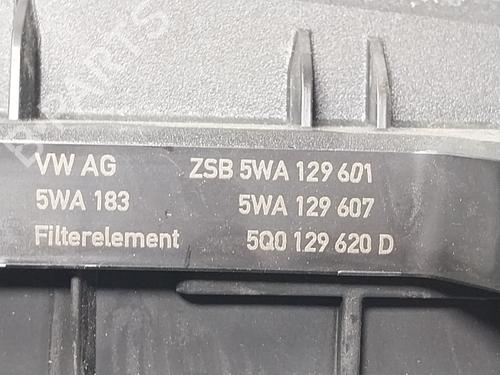 VW AG ZSB 5WA 129 601
5WA 183 5WA 129 607
Filterelement 5Q0 129 620 D